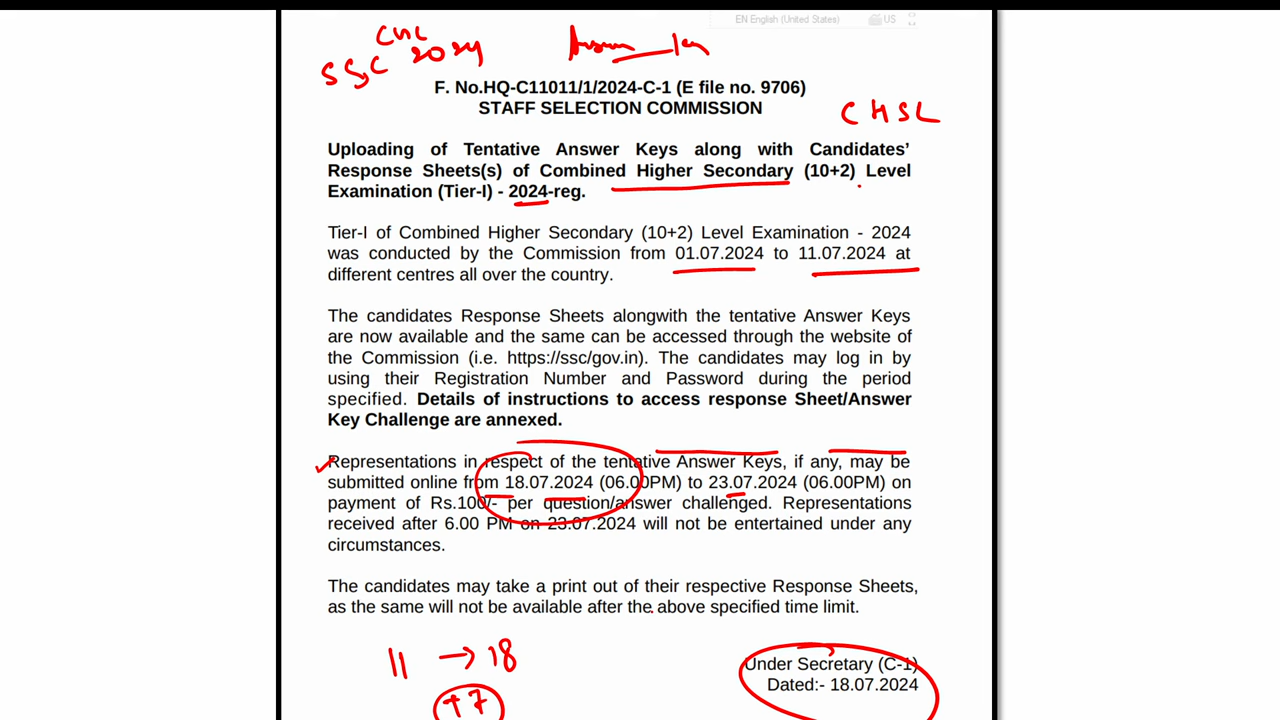 EN English (United States) US
CHSL
SSC 2024
Answer Key
F. No.HQ-C11011/1/2024-C-1 (E file no. 9706)
STAFF SELECTION COMMISSION
CHSL
Uploading of Tentative Answer Keys along with Candidates’
Response Sheets(s) of Combined Higher Secondary (10+2) Level
Examination (Tier-I) - 2024-reg.
Tier-I of Combined Higher Secondary (10+2) Level Examination - 2024
was conducted by the Commission from 01.07.2024 to 11.07.2024 at
different centres all over the country.
The candidates Response Sheets alongwith the tentative Answer Keys
are now available and the same can be accessed through the website of
the Commission (i.e. https://ssc/gov.in). The candidates may log in by
using their Registration Number and Password during the period
specified. Details of instructions to access response Sheet/Answer
Key Challenge are annexed.
Representations in respect of the tentative Answer Keys, if any, may be
submitted online from 18.07.2024 (06.00PM) to 23.07.2024 (06.00PM) on
payment of Rs.100/- per question/answer challenged. Representations
received after 6.00 PM on 23.07.2024 will not be entertained under any
circumstances.
The candidates may take a print out of their respective Response Sheets,
as the same will not be available after the above specified time limit.
11 → 18
+7
Under Secretary (C-1)
Dated:- 18.07.2024